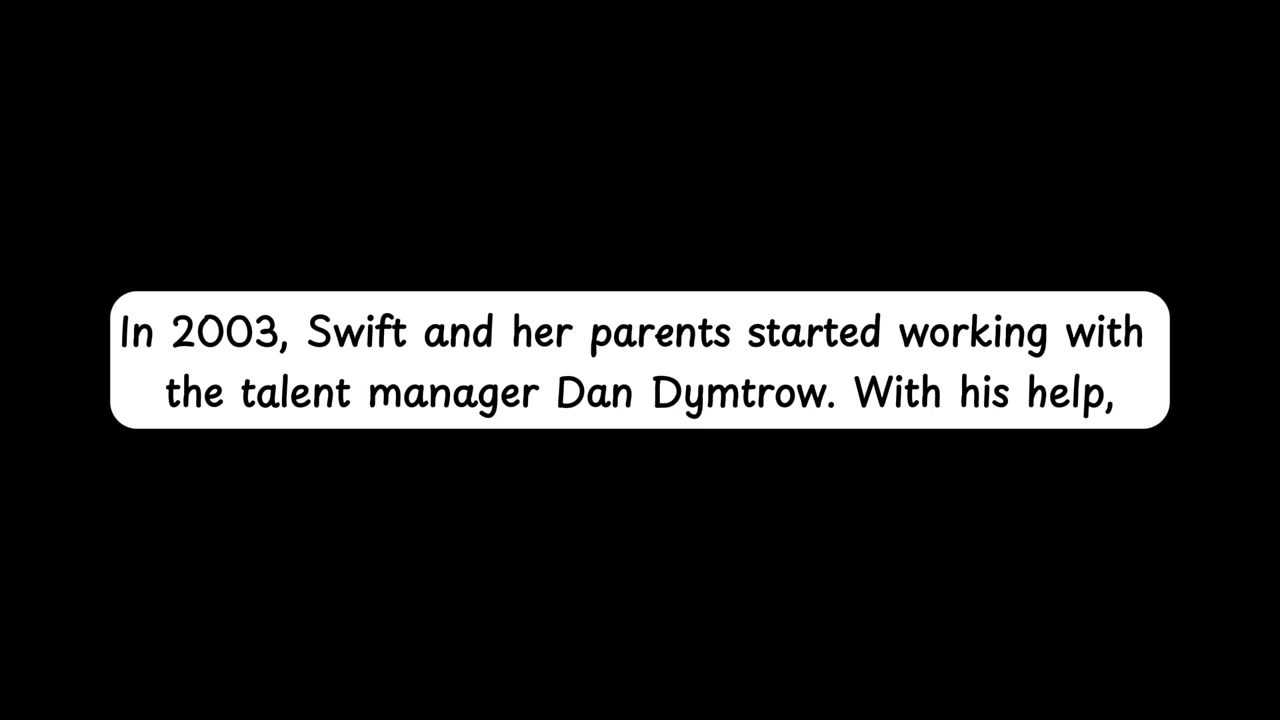 In 2003, Swift and her parents started working with
the talent manager Dan Dymtrow. With his help,